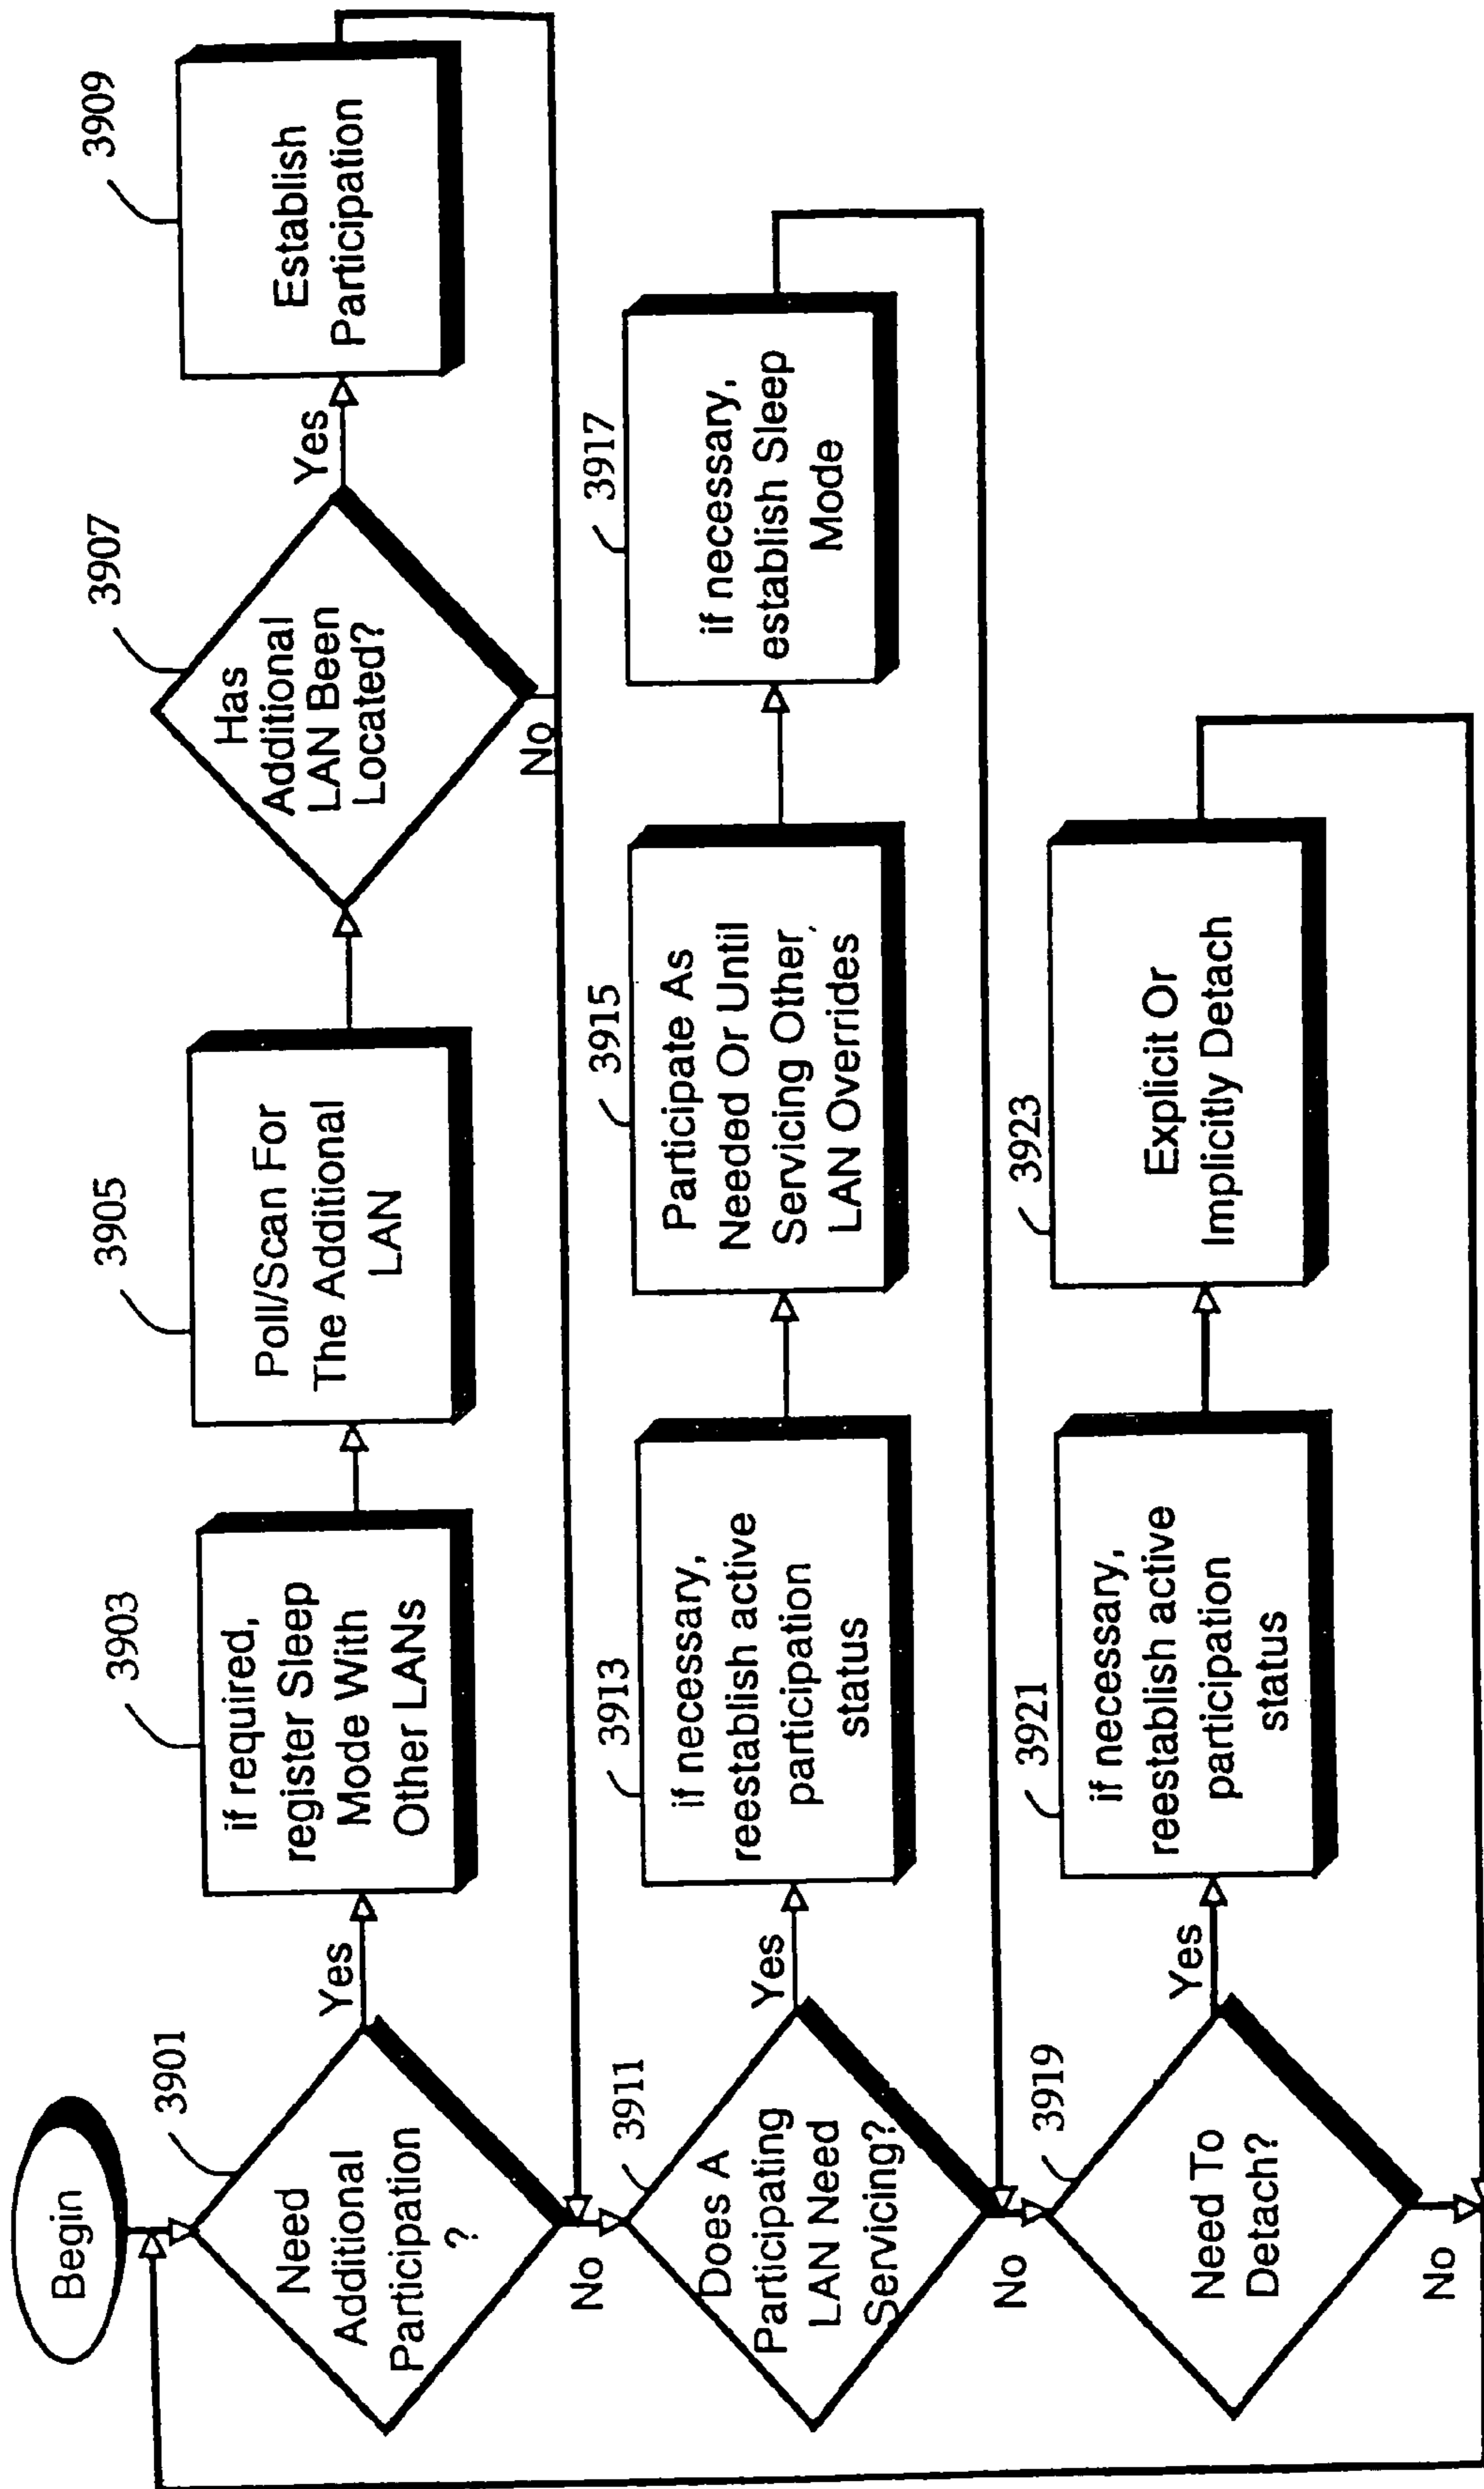 Begin
3901
Need
Additional
Participation
?
Yes
3903
if required,
register Sleep
Mode With
Other LANs
3905
Poll/Scan For
The Additional
LAN
3907
Has
Additional
LAN Been
Located?
Yes
3909
Establish
Participation
No
No
3911
Does A
Participating
LAN Need
Servicing?
Yes
3913
if necessary,
reestablish active
participation
status
3915
Participate As
Needed Or Until
Servicing Other,
LAN Overrides
3917
if necessary,
establish Sleep
Mode
No
3919
Need To
Detach?
Yes
3921
if necessary,
reestablish active
participation
status
3923
Explicit Or
Implicitly Detach
No